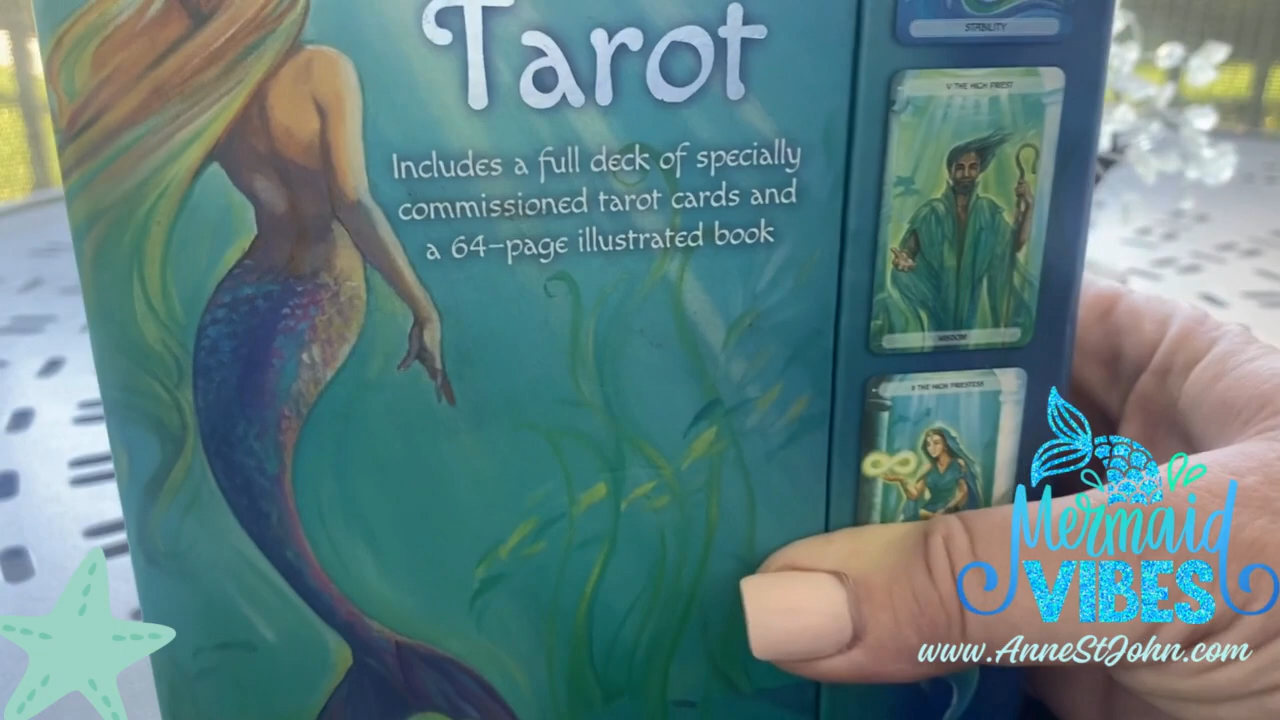 Tarot
Includes a full deck of specially
commissioned tarot cards and
a 64-page illustrated book
STABILITY
V THE HIGH PRIEST
WISDOM
II THE HIGH PRIESTESS
Mermaid
VIBES
www.AnneStJohn.com